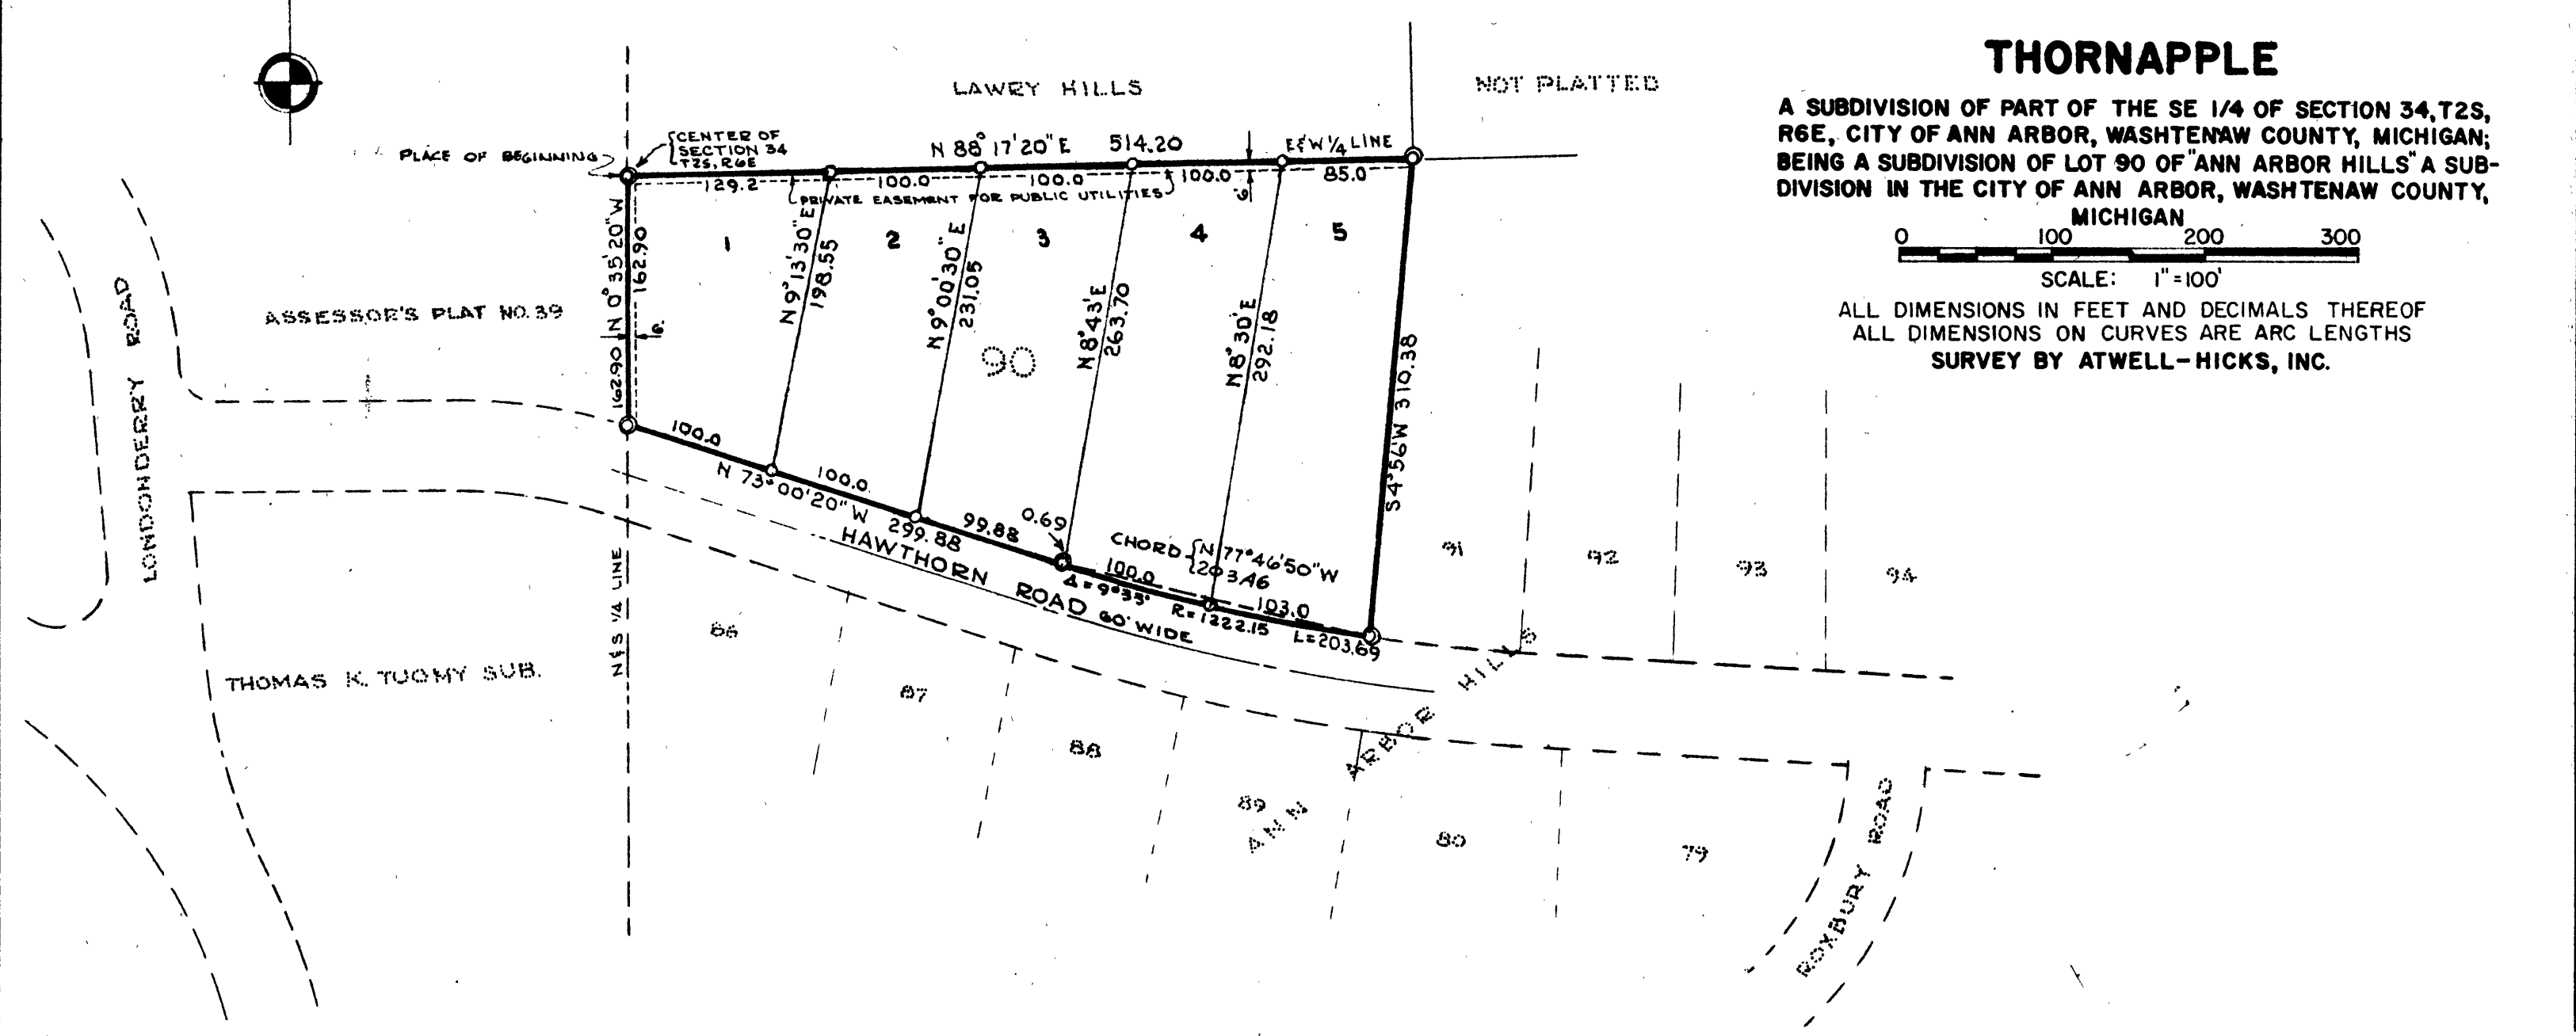 THORNAPPLE
A SUBDIVISION OF PART OF THE SE 1/4 OF SECTION 34, T2S,
R6E, CITY OF ANN ARBOR, WASHTENAW COUNTY, MICHIGAN;
BEING A SUBDIVISION OF LOT 90 OF "ANN ARBOR HILLS" A SUB-
DIVISION IN THE CITY OF ANN ARBOR, WASHTENAW COUNTY,
MICHIGAN
0 100 200 300
SCALE: 1"=100'
ALL DIMENSIONS IN FEET AND DECIMALS THEREOF
ALL DIMENSIONS ON CURVES ARE ARC LENGTHS
SURVEY BY ATWELL-HICKS, INC.
LAWRY HILLS
NOT PLATTED
PLACE OF BEGINNING
CENTER OF
SECTION 34
T2S, R6E
N 88° 17' 20" E 514.20
E & W 1/4 LINE
129.2
100.0
100.0
100.0
85.0
6'
PRIVATE EASEMENT FOR PUBLIC UTILITIES
1
2
3
4
5
N 0° 35' 20" W
162.90
162.90
6'
N 9° 13' 30" E
198.55
N 9° 00' 30" E
231.05
N 8° 43' E
263.70
N 8° 30' E
292.18
S 4° 56' W 310.38
90
ASSESSOR'S PLAT NO. 39
LONDONDERRY ROAD
100.0
100.0
99.88
0.69
N 73° 00' 20" W
299.88
CHORD
N 77° 46' 50" W
203.46
100.0
103.0
Δ = 9° 33'
R = 1222.15
L = 203.69
HAWTHORN ROAD 60' WIDE
N & S 1/4 LINE
THOMAS K. TUOMY SUB.
91
92
93
94
86
87
88
89
80
79
ANN ARBOR HILLS
ROXBURY ROAD